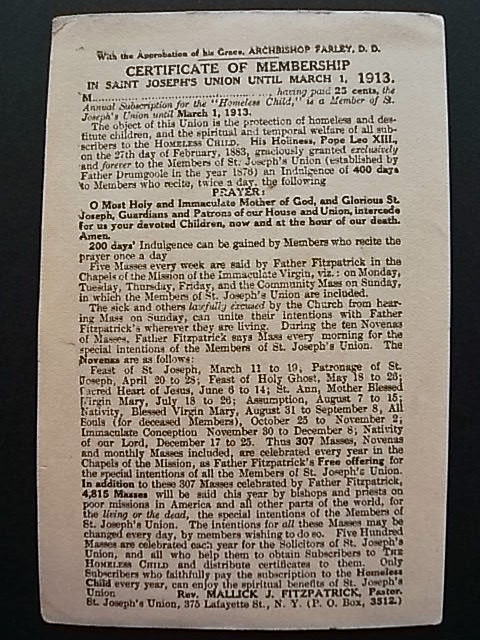 With the Approbation of his Grace, ARCHBISHOP FARLEY, D. D.
CERTIFICATE OF MEMBERSHIP
IN SAINT JOSEPH'S UNION UNTIL MARCH 1, 1913.
M.................................................... having paid 25 cents, the
Annual Subscription for the "Homeless Child," is a Member of St.
Joseph's Union until March 1, 1913.
The object of this Union is the protection of homeless and des-
titute children, and the spiritual and temporal welfare of all sub-
scribers to the HOMELESS CHILD. His Holiness, Pope Leo XIII.,
on the 27th day of February, 1883, graciously granted exclusively
and forever to the Members of St. Joseph's Union (established by
Father Drumgoole in the year 1876) an Indulgence of 400 days
to Members who recite, twice a day, the following
PRAYER:
O Most Holy and Immaculate Mother of God, and Glorious St.
Joseph, Guardians and Patrons of our House and Union, intercede
for us your devoted Children, now and at the hour of our death.
Amen.
200 days' Indulgence can be gained by Members who recite the
prayer once a day
Five Masses every week are said by Father Fitzpatrick in the
Chapels of the Mission of the Immaculate Virgin, viz.: on Monday,
Tuesday, Thursday, Friday, and the Community Mass on Sunday,
in which the Members of St. Joseph's Union are included.
The sick and others lawfully excused by the Church from hear-
ing Mass on Sunday, can unite their intentions with Father
Fitzpatrick's wherever they are living. During the ten Novenas
of Masses, Father Fitzpatrick says Mass every morning for the
special intentions of the Members of St. Joseph's Union. The
Novenas are as follows:
Feast of St Joseph, March 11 to 19; Patronage of St.
Joseph, April 20 to 28; Feast of Holy Ghost, May 18 to 26;
Sacred Heart of Jesus, June 6 to 14; St. Ann, Mother Blessed
Virgin Mary, July 18 to 26; Assumption, August 7 to 15;
Nativity, Blessed Virgin Mary, August 31 to September 8, All
Souls (for deceased Members), October 25 to November 2;
Immaculate Conception November 30 to December 8; Nativity
of our Lord, December 17 to 25. Thus 307 Masses, Novenas
and monthly Masses included, are celebrated every year in the
Chapels of the Mission, as Father Fitzpatrick's Free offering for
the special intentions of all the Members of St. Joseph's Union.
In addition to these 307 Masses celebrated by Father Fitzpatrick,
4,815 Masses will be said this year by bishops and priests on
poor missions in America and all other parts of the world, for
the living or the dead, the special intentions of the Members of
St. Joseph's Union. The intentions for all these Masses may be
changed every day, by members wishing to do so. Five Hundred
Masses are celebrated each year for the Solicitors of St. Joseph's
Union, and all who help them to obtain Subscribers to THE
HOMELESS CHILD and distribute certificates to them. Only
Subscribers who faithfully pay the subscription to the Homeless
Child every year, can enjoy the spiritual benefits of St. Joseph's
Union Rev. MALLICK J. FITZPATRICK, Pastor.
St. Joseph's Union, 375 Lafayette St., N. Y. (P. O. Box, 3512.)